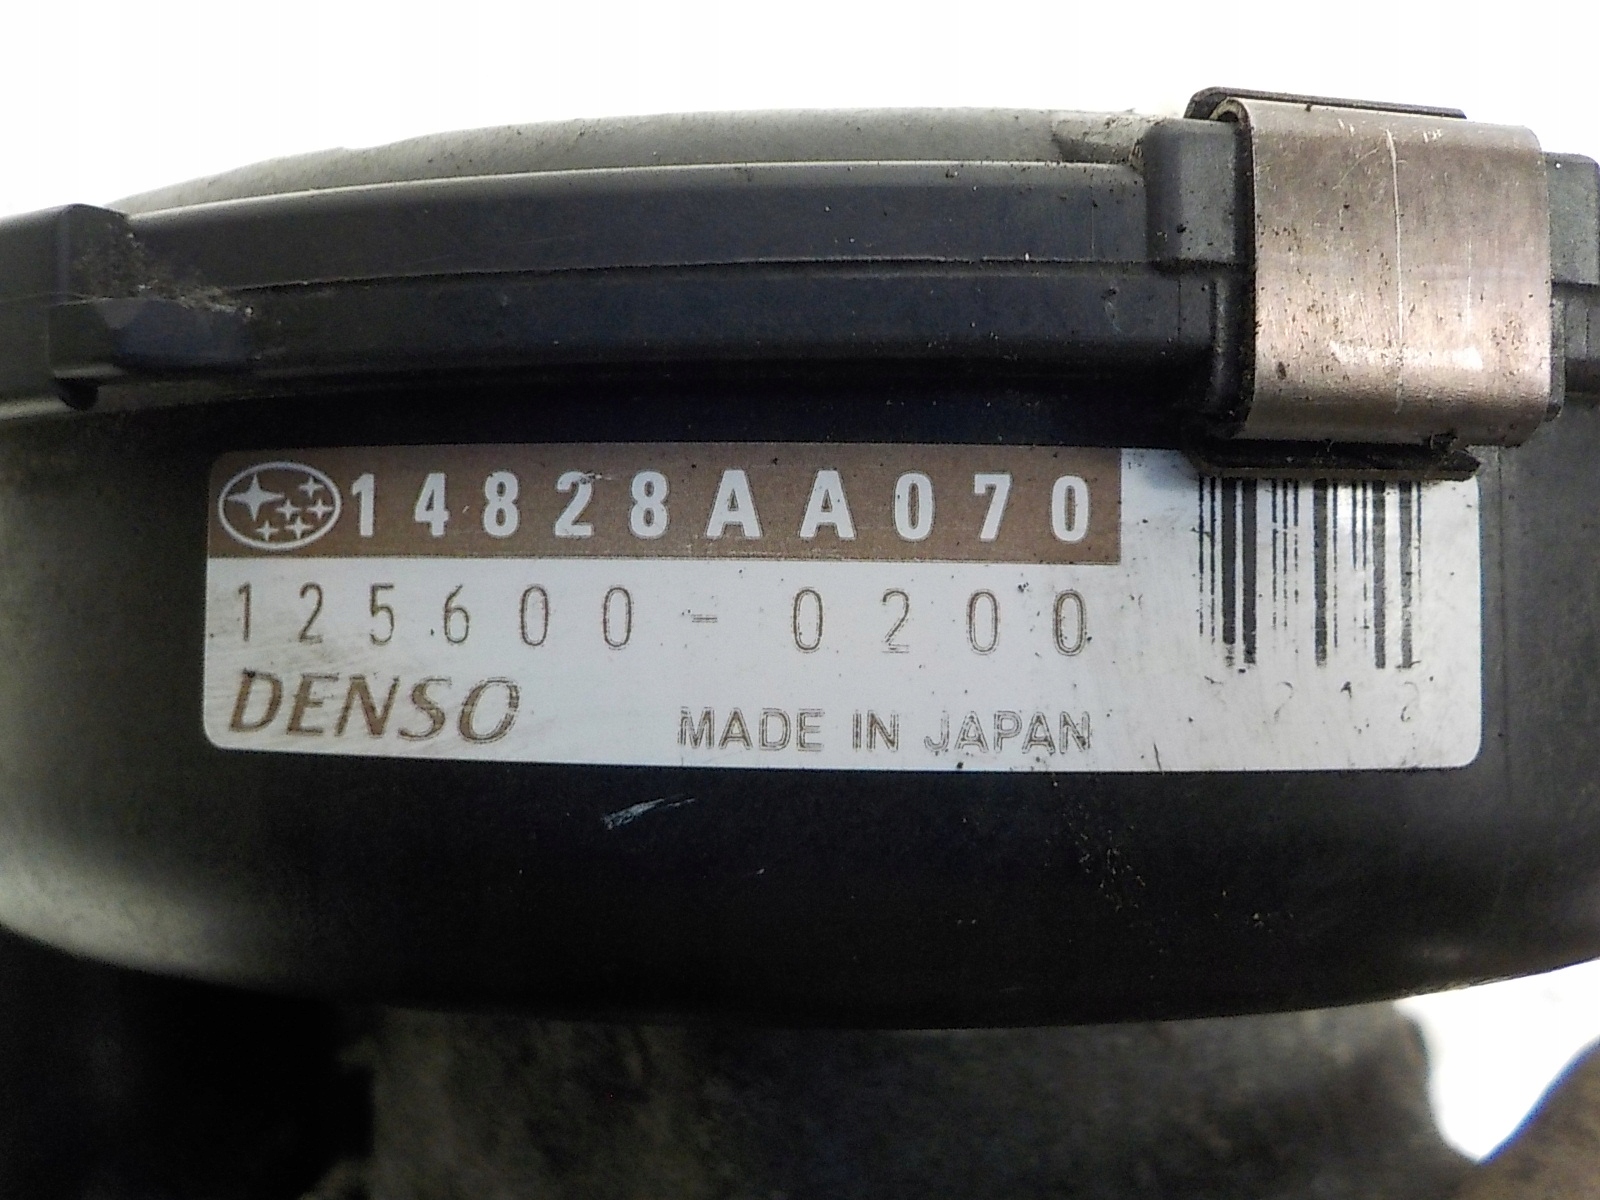 14828AA070
125600-0200
DENSO
MADE IN JAPAN